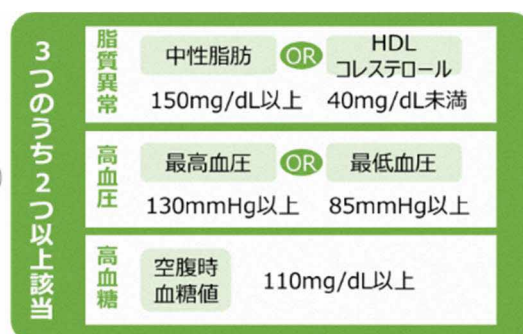 3つのうち2つ以上該当
脂質異常
中性脂肪 OR HDL
コレステロール
150mg/dL以上 40mg/dL未満
高血圧
最高血圧 OR 最低血圧
130mmHg以上 85mmHg以上
高血糖
空腹時
血糖値
110mg/dL以上